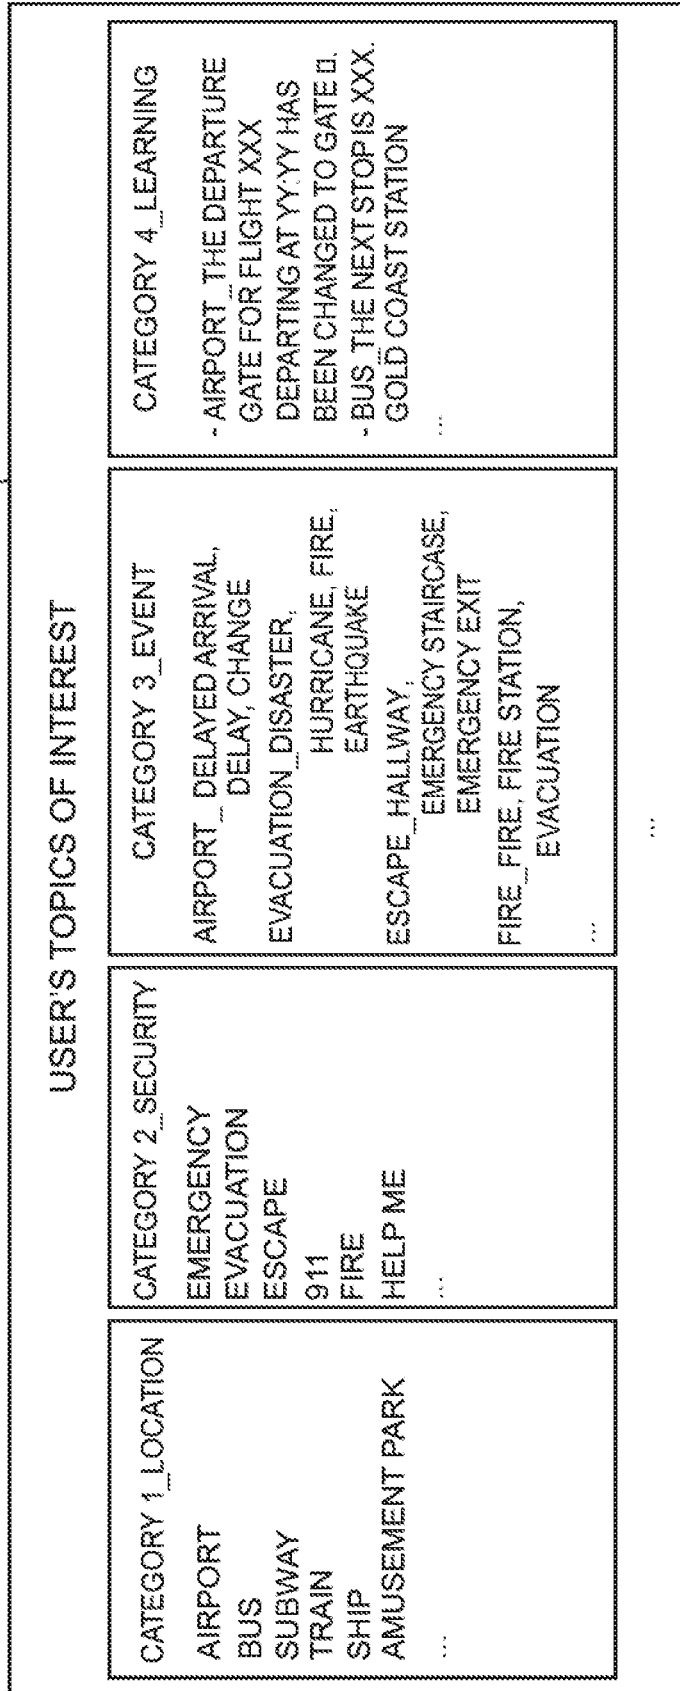 USER'S TOPICS OF INTEREST
CATEGORY 1_LOCATION
AIRPORT
BUS
SUBWAY
TRAIN
SHIP
AMUSEMENT PARK
...
CATEGORY 2_SECURITY
EMERGENCY
EVACUATION
ESCAPE
911
FIRE
HELP ME
...
CATEGORY 3_EVENT
AIRPORT_ DELAYED ARRIVAL,
DELAY, CHANGE
EVACUATION_DISASTER,
HURRICANE, FIRE,
EARTHQUAKE
ESCAPE_HALLWAY,
EMERGENCY STAIRCASE,
EMERGENCY EXIT
FIRE_FIRE, FIRE STATION,
EVACUATION
...
CATEGORY 4_LEARNING
- AIRPORT_THE DEPARTURE
GATE FOR FLIGHT XXX
DEPARTING AT YY:YY HAS
BEEN CHANGED TO GATE □.
- BUS_THE NEXT STOP IS XXX.
GOLD COAST STATION
...
...